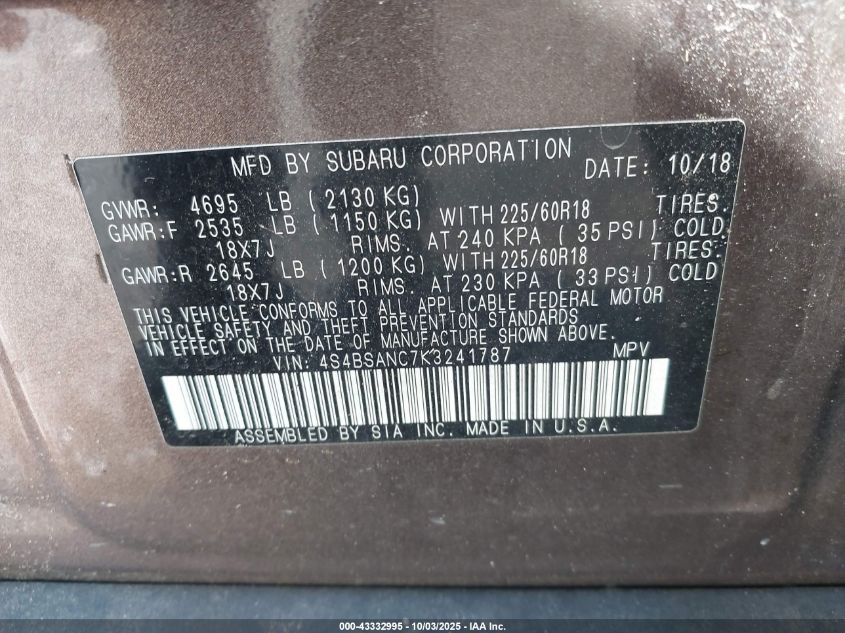 MFD BY SUBARU CORPORATION DATE: 10/18
GVWR: 4695 LB ( 2130 KG)
GAWR:F 2535 LB ( 1150 KG) WITH 225/60R18 TIRES.
18X7J RIMS. AT 240 KPA ( 35 PSI) COLD.
GAWR:R 2645 LB ( 1200 KG) WITH 225/60R18 TIRES.
18X7J RIMS. AT 230 KPA ( 33 PSI) COLD
THIS VEHICLE CONFORMS TO ALL APPLICABLE FEDERAL MOTOR
VEHICLE SAFETY AND THEFT PREVENTION STANDARDS
IN EFFECT ON THE DATE OF MANUFACTURE SHOWN ABOVE.
VIN: 4S4BSANC7K3241787 MPV
ASSEMBLED BY SIA INC. MADE IN U.S.A.
000-43332995 - 10/03/2025 - IAA Inc.